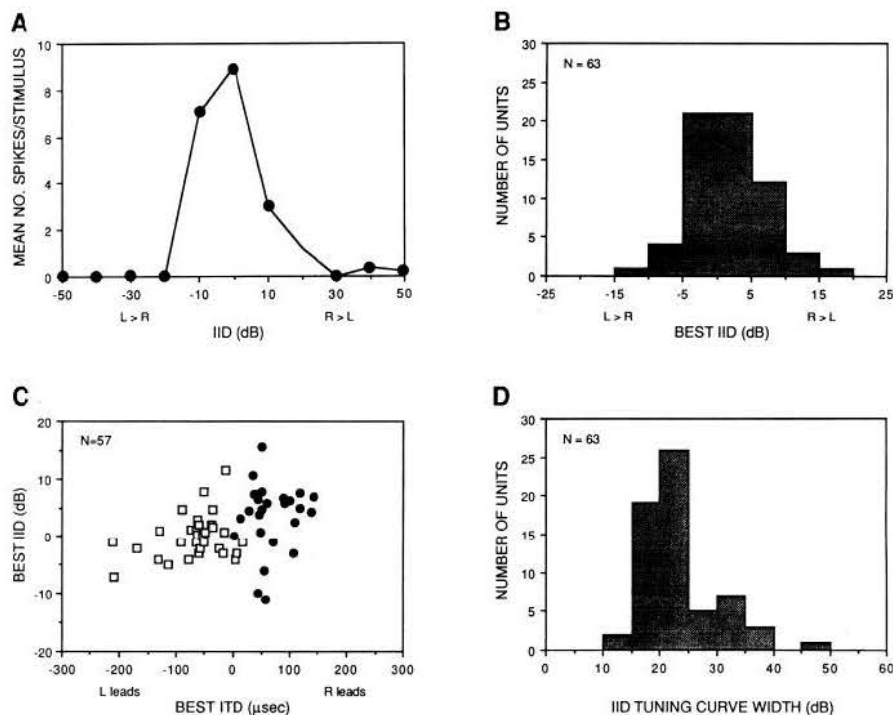 A
MEAN NO. SPIKES/STIMULUS
10
8
6
4
2
0
-50 -30 -10 10 30 50
L > R R > L
IID (dB)
B
N = 63
NUMBER OF UNITS
30
25
20
15
10
5
0
-25 -15 -5 5 15 25
L > R R > L
BEST IID (dB)
C
N=57
BEST IID (dB)
20
10
0
-10
-20
-300 -200 -100 0 100 200 300
L leads R leads
BEST ITD (µsec)
D
N = 63
NUMBER OF UNITS
30
25
20
15
10
5
0
0 10 20 30 40 50 60
IID TUNING CURVE WIDTH (dB)